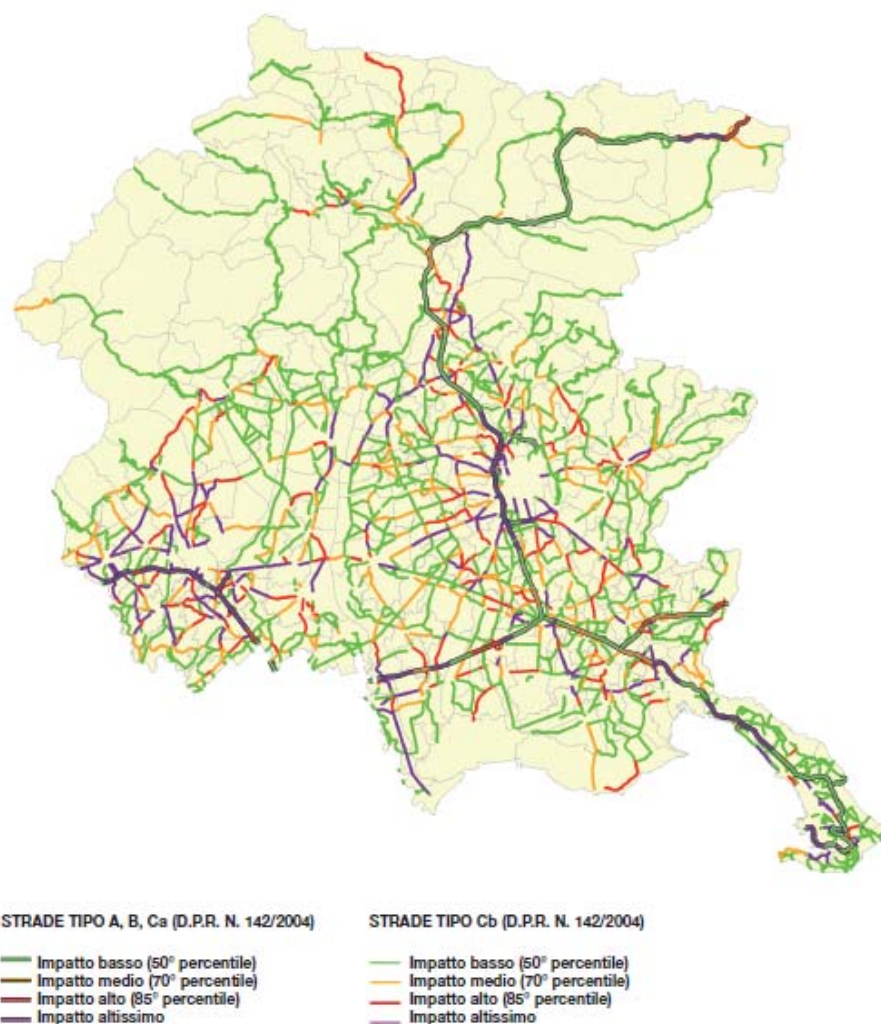 STRADE TIPO A, B, Ca (D.P.R. N. 142/2004)
Impatto basso (50° percentile)
Impatto medio (70° percentile)
Impatto alto (85° percentile)
Impatto altissimo
STRADE TIPO Cb (D.P.R. N. 142/2004)
Impatto basso (50° percentile)
Impatto medio (70° percentile)
Impatto alto (85° percentile)
Impatto altissimo